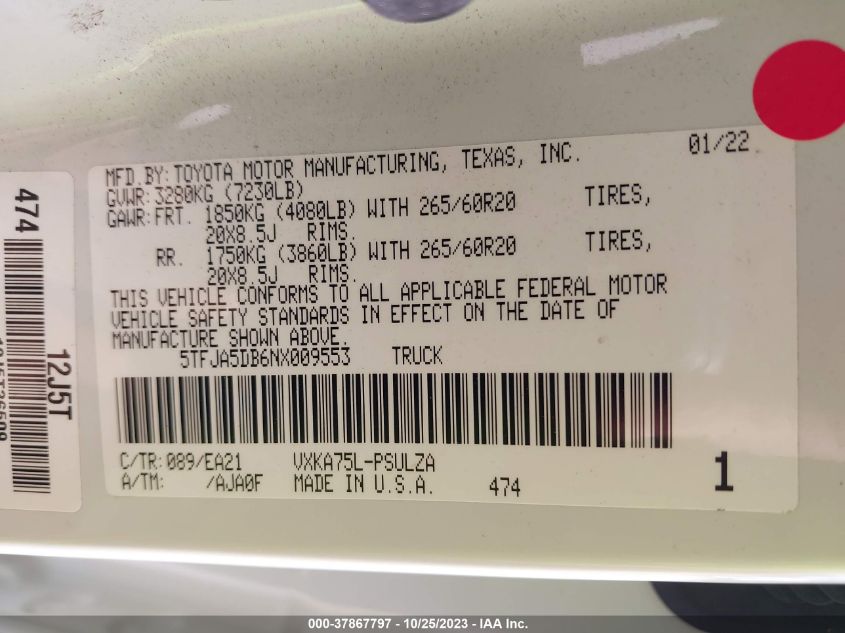 MFD.BY: TOYOTA MOTOR MANUFACTURING, TEXAS, INC. 01/22
GVWR: 3280KG (7230LB)
GAWR: FRT. 1850KG (4080LB) WITH 265/60R20 TIRES,
20X8.5J RIMS.
RR. 1750KG (3860LB) WITH 265/60R20 TIRES,
20X8.5J RIMS.
THIS VEHICLE CONFORMS TO ALL APPLICABLE FEDERAL MOTOR
VEHICLE SAFETY STANDARDS IN EFFECT ON THE DATE OF
MANUFACTURE SHOWN ABOVE.
5TFJA5DB6NX009553 TRUCK
C/TR: 089/EA21 VXKA75L-PSULZA
A/TM: /AJA0F MADE IN U.S.A. 474 1
474
12J5T
000-37867797 - 10/25/2023 - IAA Inc.